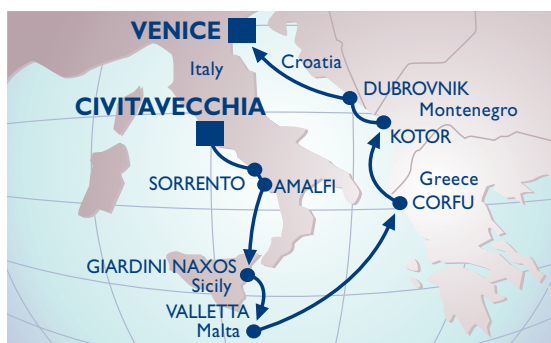 VENICE
Italy
Croatia
CIVITAVECCHIA
DUBROVNIK
Montenegro
KOTOR
SORRENTO
AMALFI
Greece
CORFU
GIARDINI NAXOS
Sicily
VALLETTA
Malta